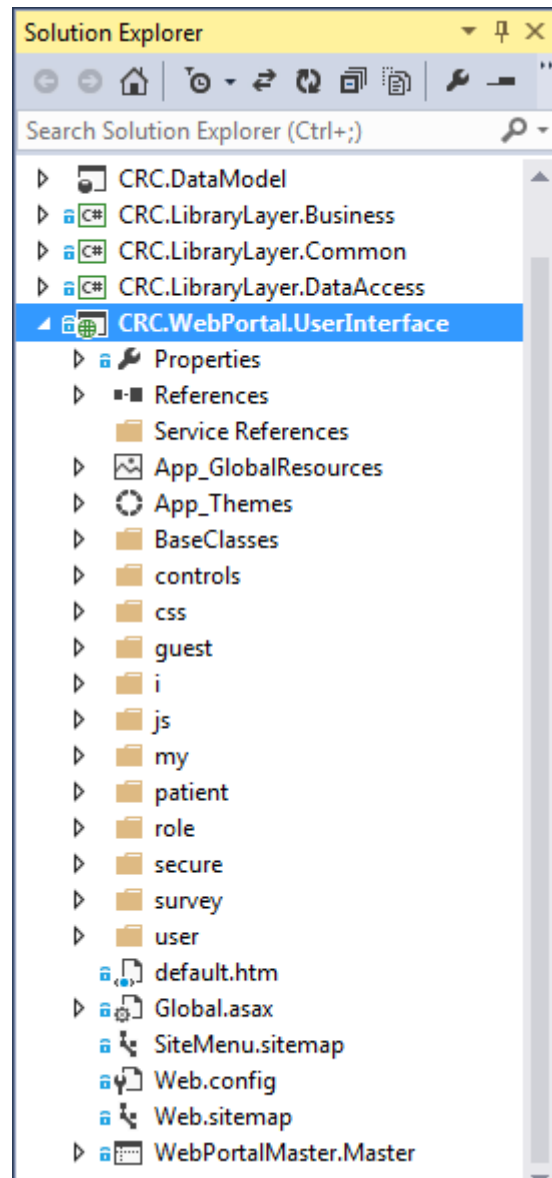 Solution Explorer
Search Solution Explorer (Ctrl+;)
CRC.DataModel
C# CRC.LibraryLayer.Business
C# CRC.LibraryLayer.Common
C# CRC.LibraryLayer.DataAccess
CRC.WebPortal.UserInterface
Properties
References
Service References
App_GlobalResources
App_Themes
BaseClasses
controls
css
guest
i
js
my
patient
role
secure
survey
user
default.htm
Global.asax
SiteMenu.sitemap
Web.config
Web.sitemap
WebPortalMaster.Master